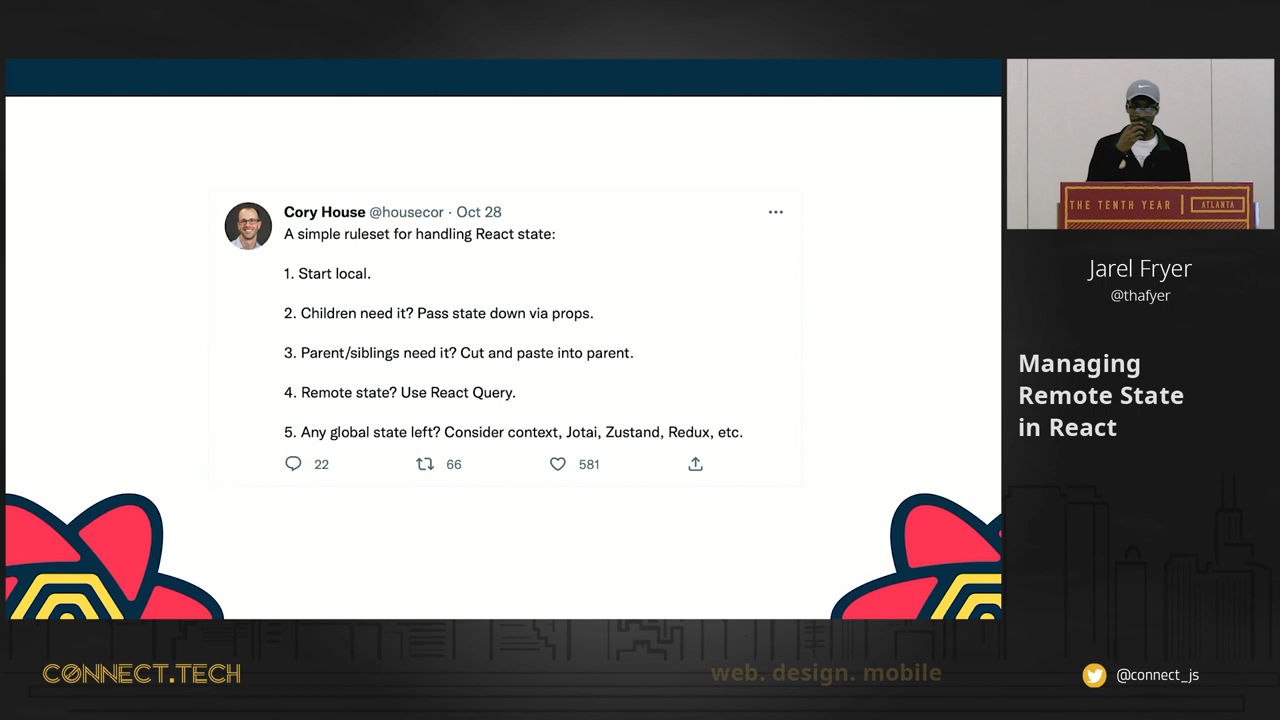 Cory House @housecor · Oct 28
A simple ruleset for handling React state:
1. Start local.
2. Children need it? Pass state down via props.
3. Parent/siblings need it? Cut and paste into parent.
4. Remote state? Use React Query.
5. Any global state left? Consider context, Jotai, Zustand, Redux, etc.
22 66 581
THE TENTH YEAR | ATLANTA
Jarel Fryer
@thafyer
Managing
Remote State
in React
CONNECT.TECH
web. design. mobile
@connect_js